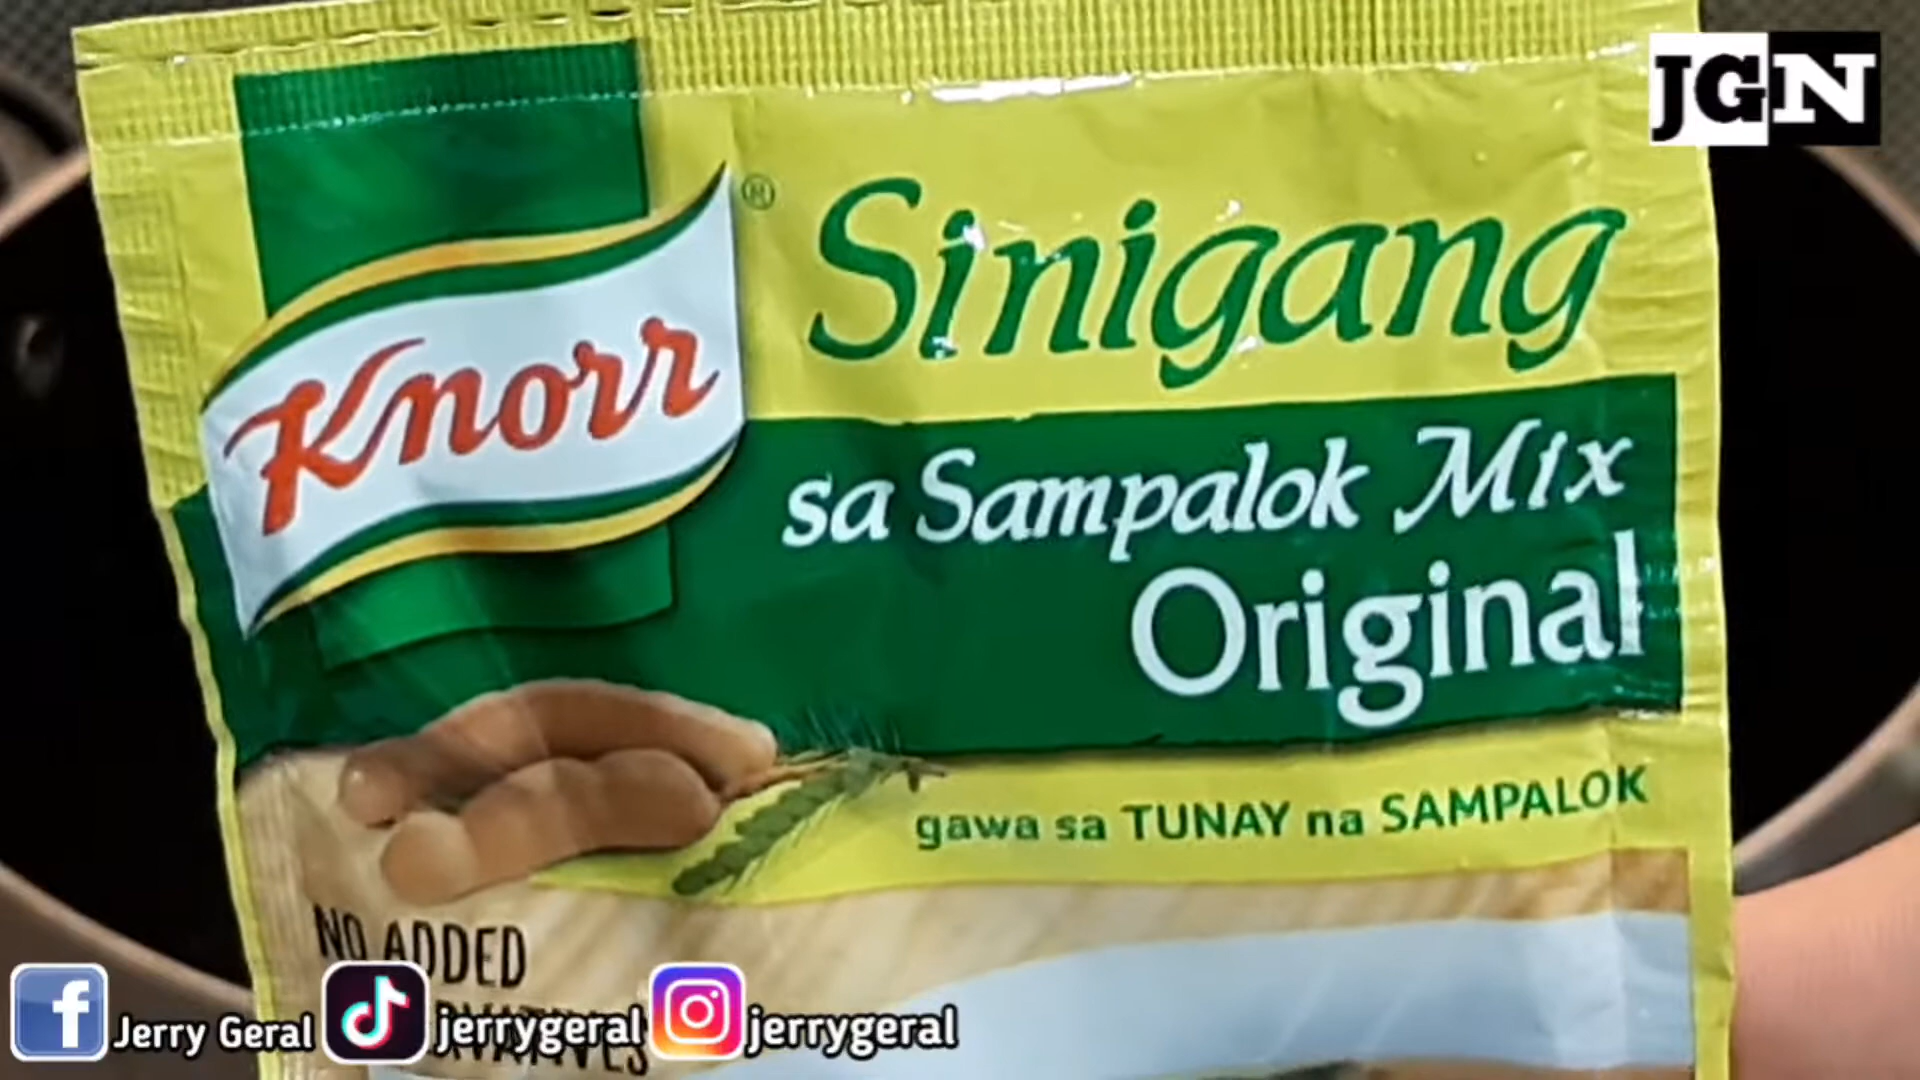 JGN
Knorr®
Sinigang
sa Sampalok Mix
Original
gawa sa TUNAY na SAMPALOK
NO ADDED
Jerry Geral
jerrygeral
jerrygeral